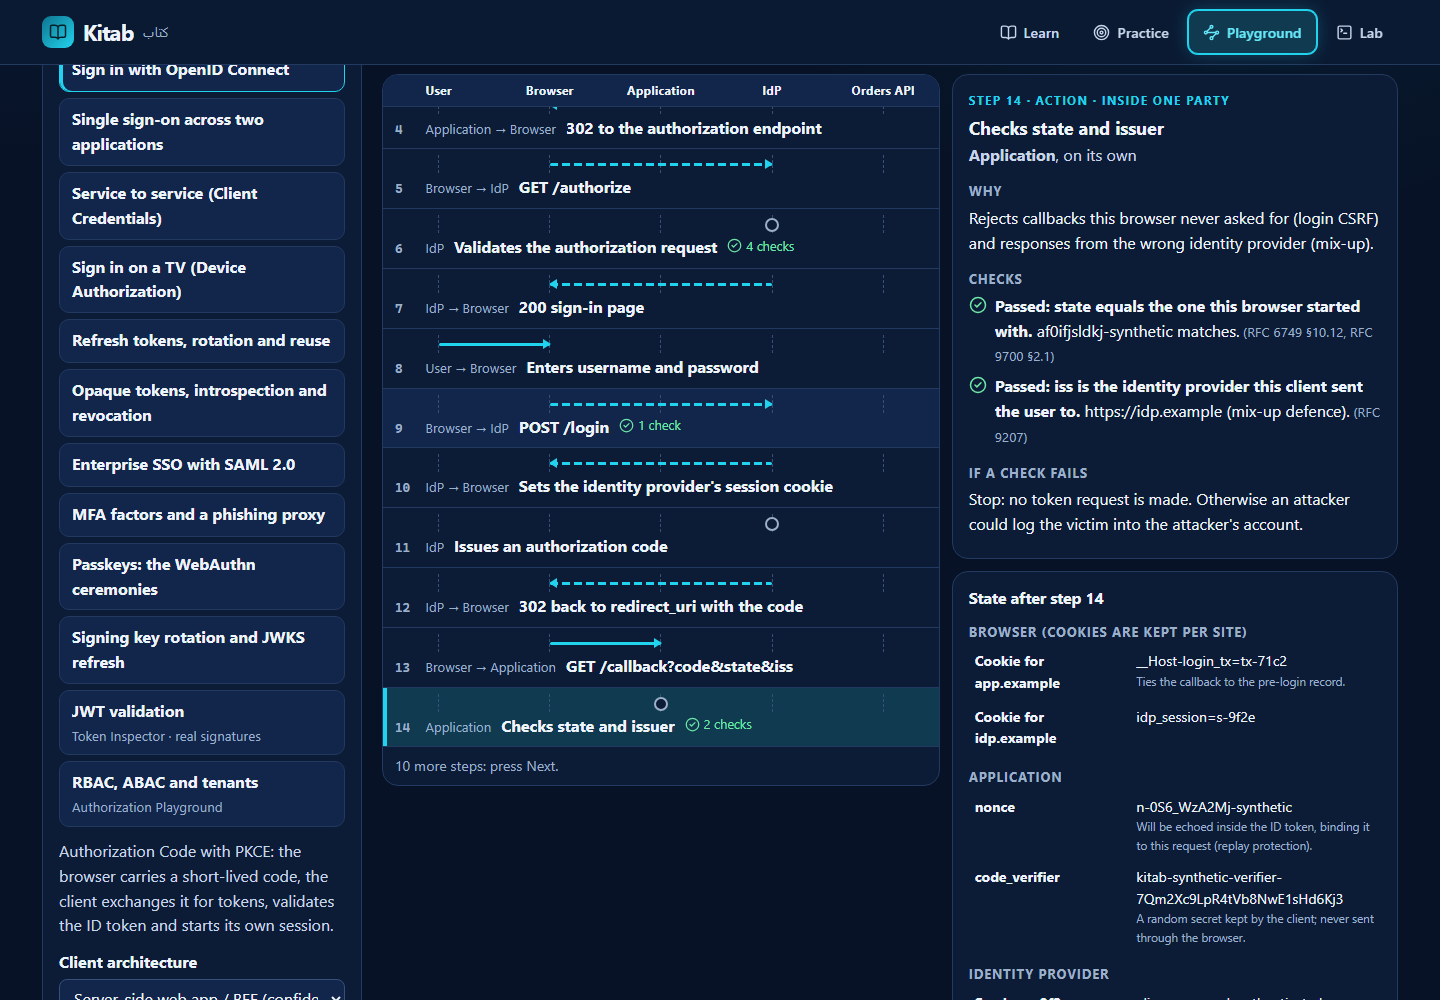 Kitab كتاب
Learn
Practice
Playground
Lab
Sign in with OpenID Connect
Single sign-on across two
applications
Service to service (Client
Credentials)
Sign in on a TV (Device
Authorization)
Refresh tokens, rotation and reuse
Opaque tokens, introspection and
revocation
Enterprise SSO with SAML 2.0
MFA factors and a phishing proxy
Passkeys: the WebAuthn
ceremonies
Signing key rotation and JWKS
refresh
JWT validation
Token Inspector · real signatures
RBAC, ABAC and tenants
Authorization Playground
Authorization Code with PKCE: the
browser carries a short-lived code, the
client exchanges it for tokens, validates
the ID token and starts its own session.
Client architecture
User Browser Application IdP Orders API
4 Application → Browser 302 to the authorization endpoint
5 Browser → IdP GET /authorize
6 IdP Validates the authorization request 4 checks
7 IdP → Browser 200 sign-in page
8 User → Browser Enters username and password
9 Browser → IdP POST /login 1 check
10 IdP → Browser Sets the identity provider's session cookie
11 IdP Issues an authorization code
12 IdP → Browser 302 back to redirect_uri with the code
13 Browser → Application GET /callback?code&state&iss
14 Application Checks state and issuer 2 checks
10 more steps: press Next.
STEP 14 · ACTION · INSIDE ONE PARTY
Checks state and issuer
Application, on its own
WHY
Rejects callbacks this browser never asked for (login CSRF)
and responses from the wrong identity provider (mix-up).
CHECKS
Passed: state equals the one this browser started
with. af0ifjsldkj-synthetic matches. (RFC 6749 §10.12, RFC
9700 §2.1)
Passed: iss is the identity provider this client sent
the user to. https://idp.example (mix-up defence). (RFC
9207)
IF A CHECK FAILS
Stop: no token request is made. Otherwise an attacker
could log the victim into the attacker's account.
State after step 14
BROWSER (COOKIES ARE KEPT PER SITE)
Cookie for
app.example
__Host-login_tx=tx-71c2
Ties the callback to the pre-login record.
Cookie for
idp.example
idp_session=s-9f2e
APPLICATION
nonce
n-0S6_WzA2Mj-synthetic
Will be echoed inside the ID token, binding it
to this request (replay protection).
code_verifier
kitab-synthetic-verifier-
7Qm2Xc9LpR4tVb8NwE1sHd6Kj3
A random secret kept by the client; never sent
through the browser.
IDENTITY PROVIDER